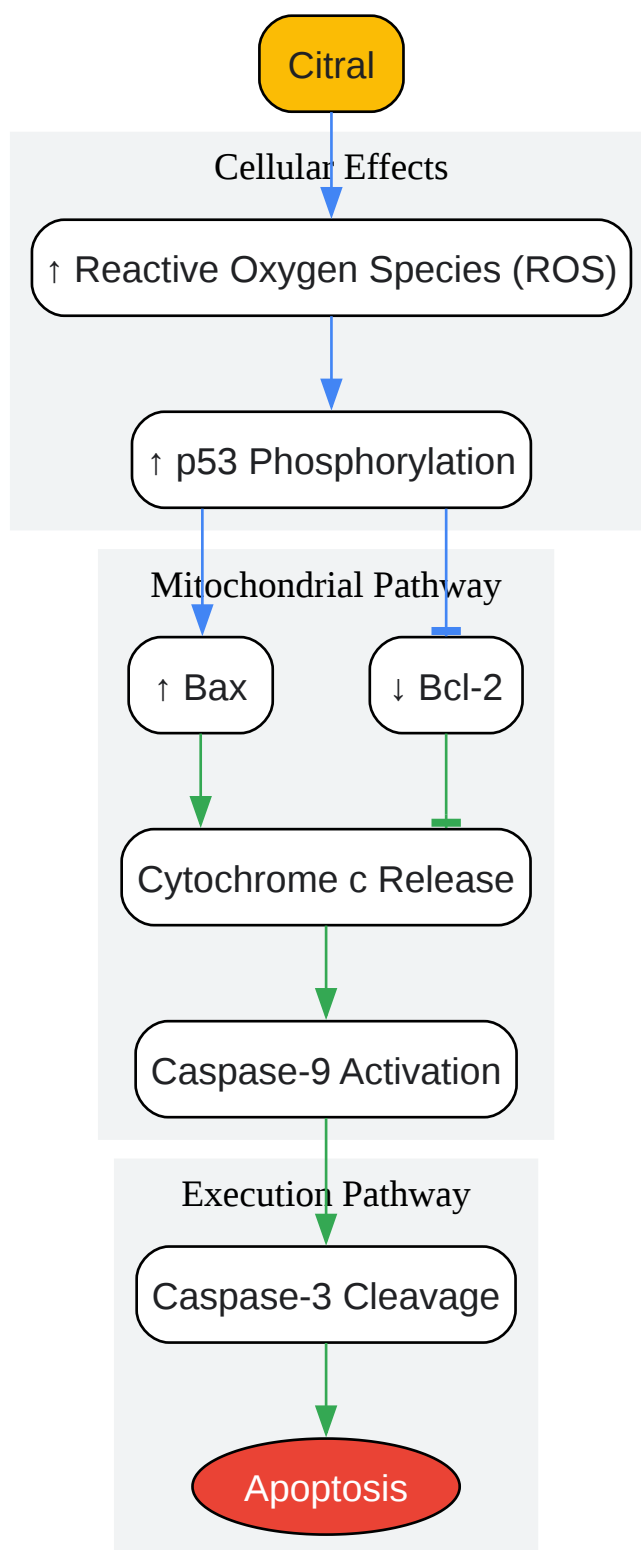 Citral
Cellular Effects
↑ Reactive Oxygen Species (ROS)
↑ p53 Phosphorylation
Mitochondrial Pathway
↑ Bax
↓ Bcl-2
Cytochrome c Release
Caspase-9 Activation
Execution Pathway
Caspase-3 Cleavage
Apoptosis